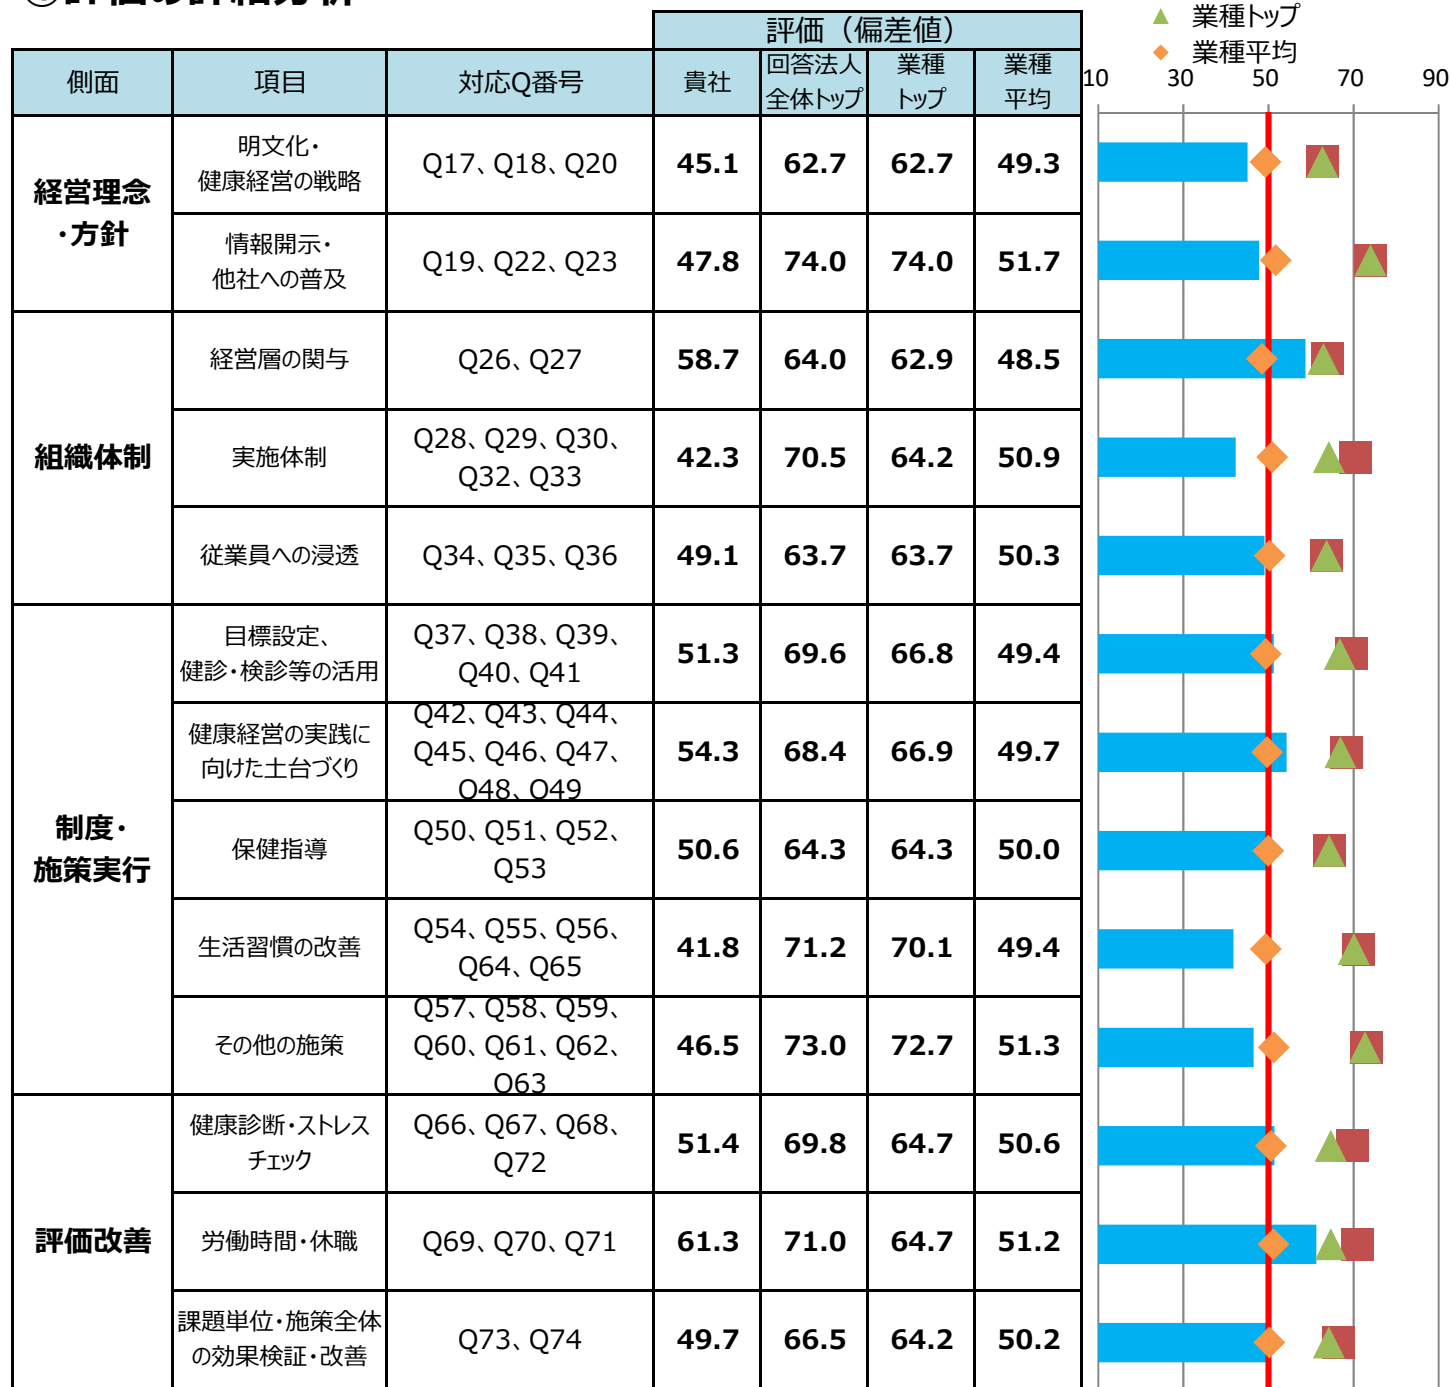 ③評価の詳細分析
業種トップ
業種平均
評価（偏差値）
側面 項目 対応Q番号 貴社 回答法人 業種 業種
全体トップ トップ 平均
10 30 50 70 90
経営理念
・方針
明文化・
健康経営の戦略
Q17、Q18、Q20 45.1 62.7 62.7 49.3
情報開示・
他社への普及
Q19、Q22、Q23 47.8 74.0 74.0 51.7
組織体制
経営層の関与 Q26、Q27 58.7 64.0 62.9 48.5
実施体制
Q28、Q29、Q30、
Q32、Q33
42.3 70.5 64.2 50.9
従業員への浸透 Q34、Q35、Q36 49.1 63.7 63.7 50.3
制度・
施策実行
目標設定、
健診・検診等の活用
Q37、Q38、Q39、
Q40、Q41
51.3 69.6 66.8 49.4
健康経営の実践に
向けた土台づくり
Q42、Q43、Q44、
Q45、Q46、Q47、
Q48、Q49
54.3 68.4 66.9 49.7
保健指導
Q50、Q51、Q52、
Q53
50.6 64.3 64.3 50.0
生活習慣の改善
Q54、Q55、Q56、
Q64、Q65
41.8 71.2 70.1 49.4
その他の施策
Q57、Q58、Q59、
Q60、Q61、Q62、
Q63
46.5 73.0 72.7 51.3
評価改善
健康診断・ストレス
チェック
Q66、Q67、Q68、
Q72
51.4 69.8 64.7 50.6
労働時間・休職 Q69、Q70、Q71 61.3 71.0 64.7 51.2
課題単位・施策全体
の効果検証・改善
Q73、Q74 49.7 66.5 64.2 50.2